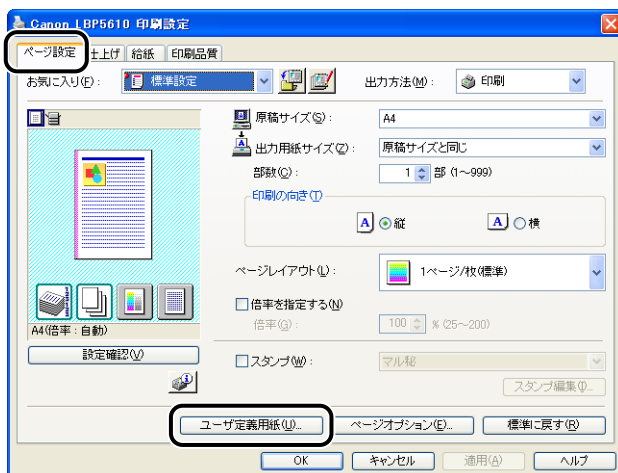 Canon LBP5610 印刷設定
ページ設定 仕上げ 給紙 印刷品質
お気に入り(F): 標準設定 出力方法(M): 印刷
原稿サイズ(S): A4
出力用紙サイズ(Z): 原稿サイズと同じ
部数(C): 1 部 (1～999)
印刷の向き(T)
A 縦 A 横
ページレイアウト(L): 1ページ/枚(標準)
倍率を指定する(N)
倍率(G): 100 % (25～200)
A4(倍率:自動)
設定確認(V)
スタンプ(W): マル秘
スタンプ編集(I)...
ユーザ定義用紙(U)... ページオプション(E)... 標準に戻す(R)
OK キャンセル 適用(A) ヘルプ